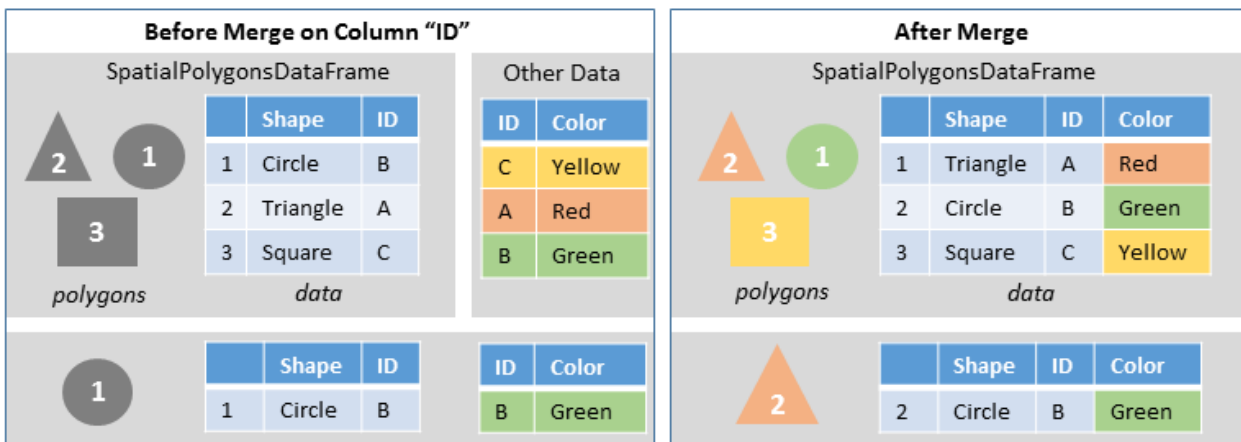 Before Merge on Column “ID”
SpatialPolygonsDataFrame
Other Data
2
1
3
polygons
Shape ID
1 Circle B
2 Triangle A
3 Square C
data
ID Color
C Yellow
A Red
B Green
1
Shape ID
1 Circle B
ID Color
B Green
After Merge
SpatialPolygonsDataFrame
2
1
3
polygons
Shape ID Color
1 Triangle A Red
2 Circle B Green
3 Square C Yellow
data
2
Shape ID Color
2 Circle B Green